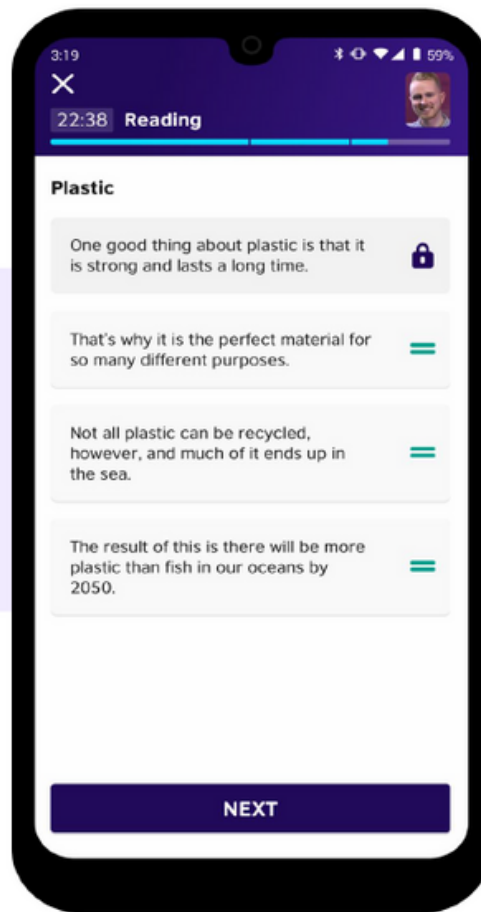 3:19
59%
22:38 Reading
Plastic
One good thing about plastic is that it
is strong and lasts a long time.
That's why it is the perfect material for
so many different purposes.
Not all plastic can be recycled,
however, and much of it ends up in
the sea.
The result of this is there will be more
plastic than fish in our oceans by
2050.
NEXT